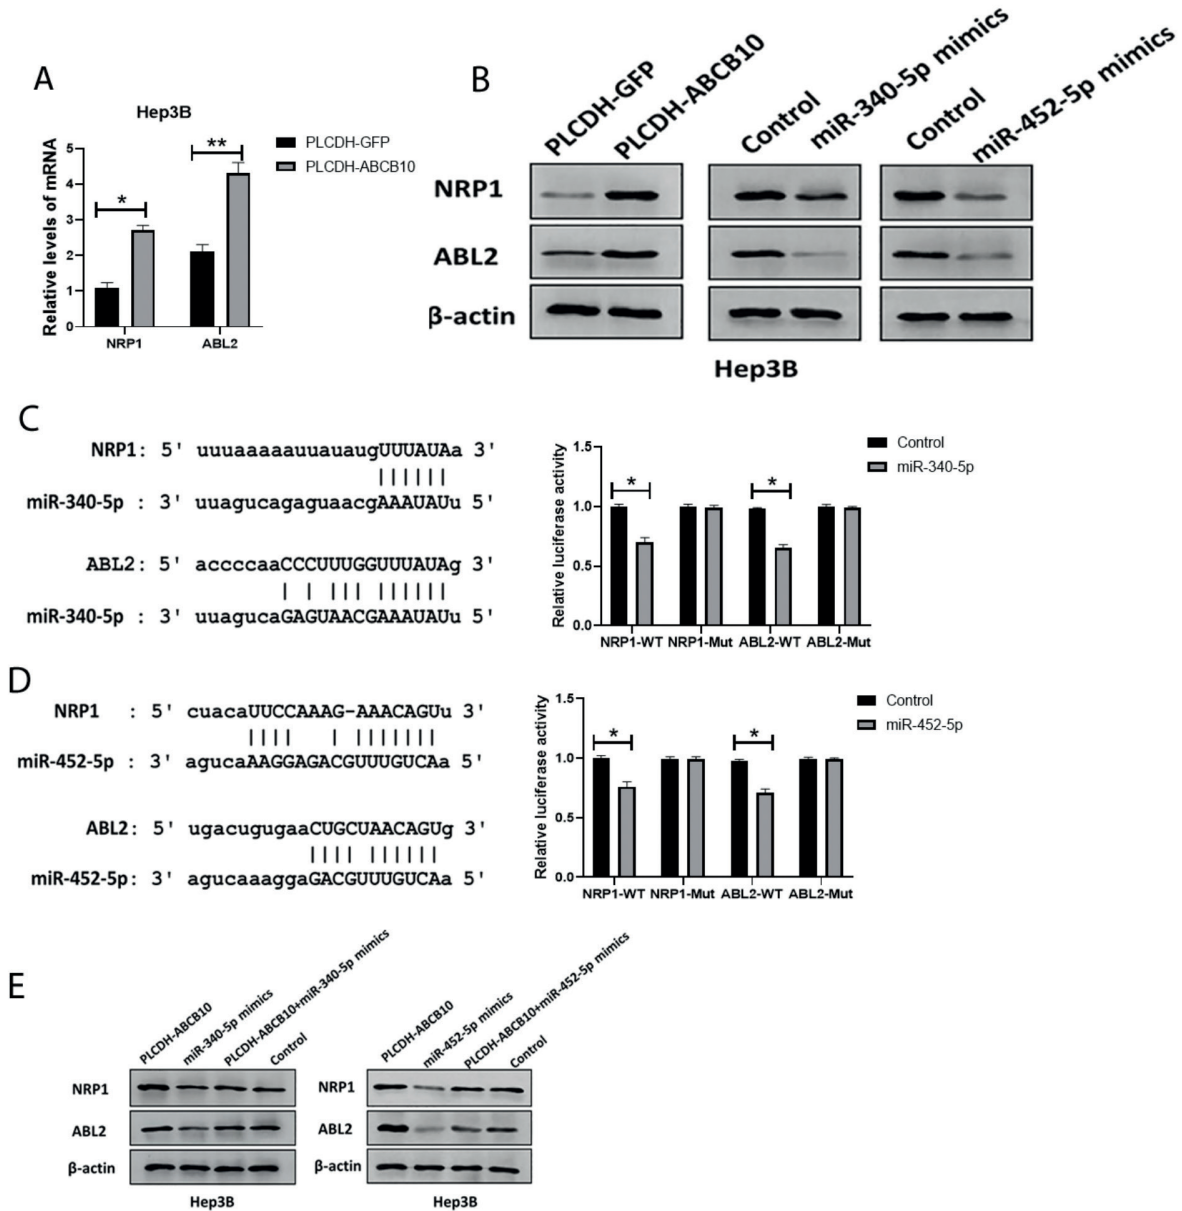 A
Hep3B
Relative levels of mRNA
5
4
3
2
1
0
*
**
NRP1 ABL2
PLCDH-GFP
PLCDH-ABCB10
B
PLCDH-GFP
PLCDH-ABCB10
Control
miR-340-5p mimics
Control
miR-452-5p mimics
NRP1
ABL2
β-actin
Hep3B
C
NRP1: 5' uuuaaaaauuauaugUUUAUAa 3'
miR-340-5p : 3' uuagucagaguaacgAAAUAUu 5'
ABL2: 5' accccaaCCCUUUGGUUUAUAg 3'
miR-340-5p : 3' uuagucaGAGUAACGAAAUAUu 5'
Relative luciferase activity
1.5
1.0
0.5
0.0
*
*
NRP1-WT NRP1-Mut ABL2-WT ABL2-Mut
Control
miR-340-5p
D
NRP1 : 5' cuacaUUCCAAAG-AAACAGUu 3'
miR-452-5p : 3' agucaAAGGAGACGUUUGUCAa 5'
ABL2: 5' ugacugugaaCUGCUAACAGUg 3'
miR-452-5p: 3' agucaaaggaGACGUUUGUCAa 5'
Relative luciferase activity
1.5
1.0
0.5
0.0
*
*
NRP1-WT NRP1-Mut ABL2-WT ABL2-Mut
Control
miR-452-5p
E
PLCDH-ABCB10
miR-340-5p mimics
PLCDH-ABCB10+miR-340-5p mimics
Control
NRP1
ABL2
β-actin
Hep3B
PLCDH-ABCB10
miR-452-5p mimics
PLCDH-ABCB10+miR-452-5p mimics
Control
NRP1
ABL2
β-actin
Hep3B